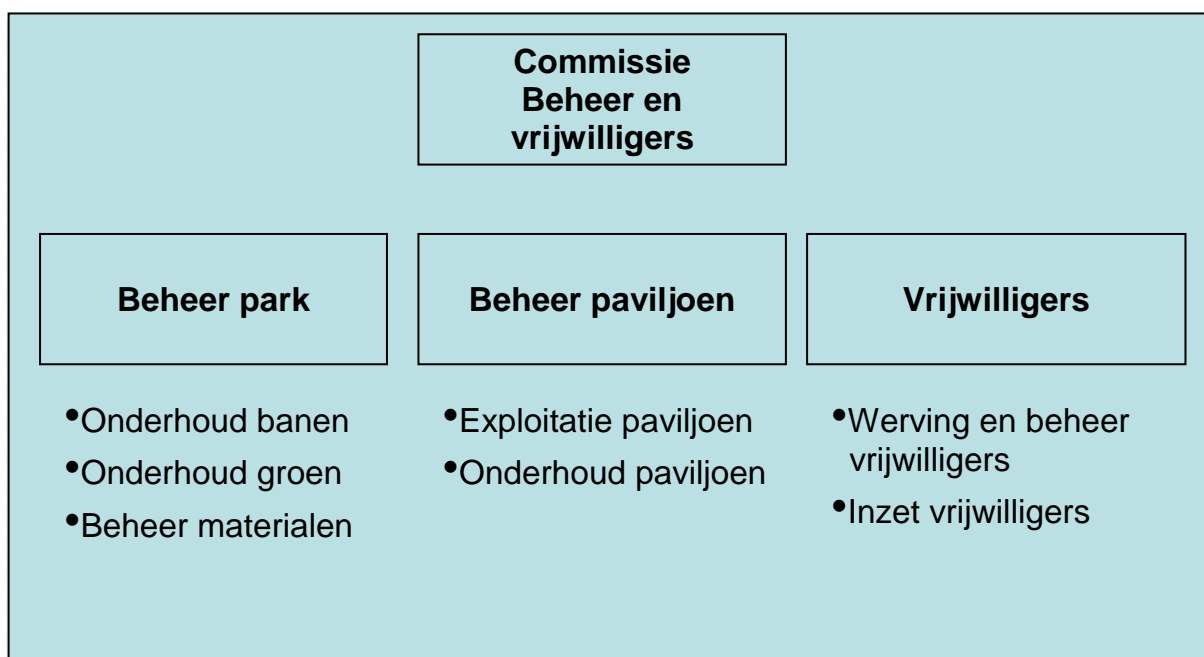 Commissie
Beheer en
vrijwilligers
Beheer park
•Onderhoud banen
•Onderhoud groen
•Beheer materialen
Beheer paviljoen
•Exploitatie paviljoen
•Onderhoud paviljoen
Vrijwilligers
•Werving en beheer
vrijwilligers
•Inzet vrijwilligers